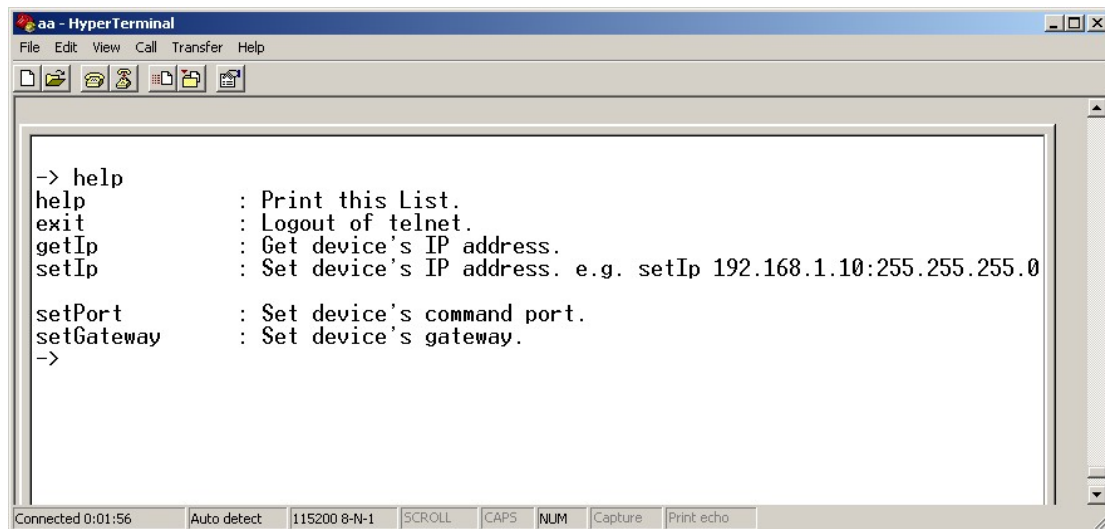 aa - HyperTerminal
File Edit View Call Transfer Help
-> help
help : Print this List.
exit : Logout of telnet.
getIp : Get device's IP address.
setIp : Set device's IP address. e.g. setIp 192.168.1.10:255.255.255.0
setPort : Set device's command port.
setGateway : Set device's gateway.
->
Connected 0:01:56 Auto detect 115200 8-N-1 SCROLL CAPS NUM Capture Print echo